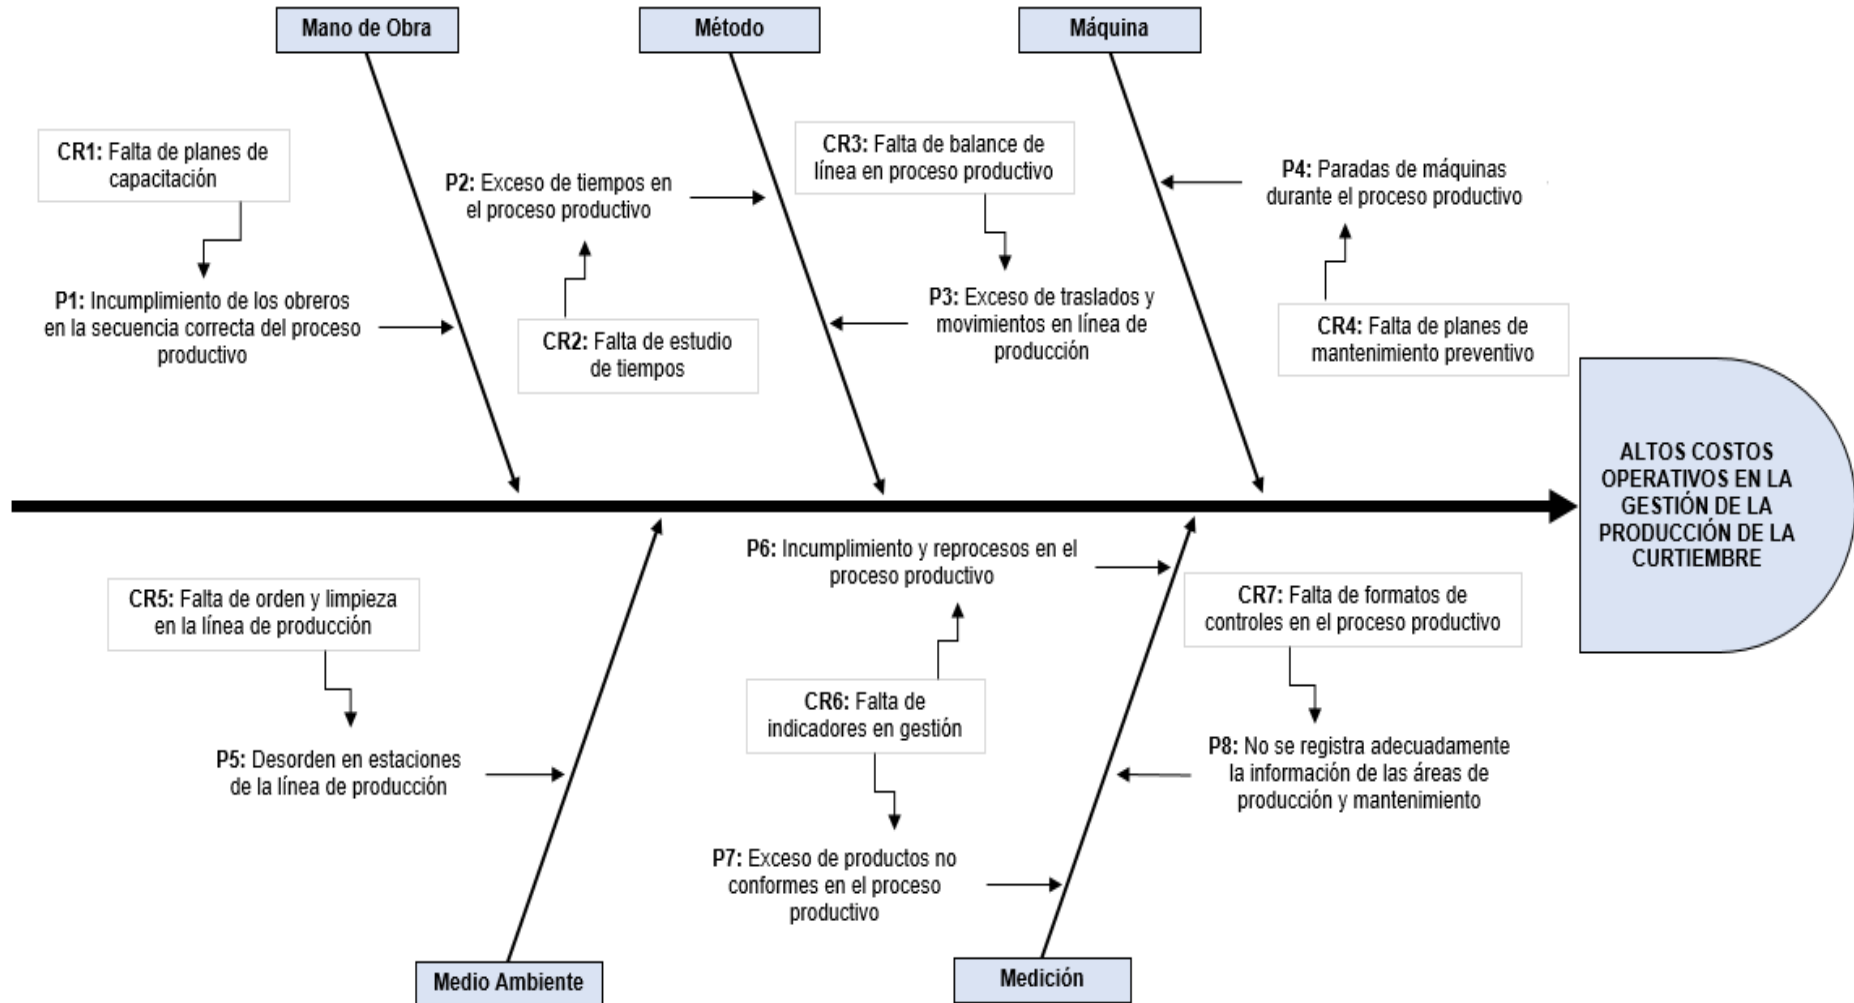 Mano de Obra
Método
Máquina
CR1: Falta de planes de
capacitación
P1: Incumplimiento de los obreros
en la secuencia correcta del proceso
productivo
P2: Exceso de tiempos en
el proceso productivo
CR2: Falta de estudio
de tiempos
CR3: Falta de balance de
línea en proceso productivo
P3: Exceso de traslados y
movimientos en línea de
producción
P4: Paradas de máquinas
durante el proceso productivo
CR4: Falta de planes de
mantenimiento preventivo
ALTOS COSTOS
OPERATIVOS EN LA
GESTIÓN DE LA
PRODUCCIÓN DE LA
CURTIEMBRE
CR5: Falta de orden y limpieza
en la línea de producción
P5: Desorden en estaciones
de la línea de producción
P6: Incumplimiento y reprocesos en el
proceso productivo
CR6: Falta de
indicadores en gestión
P7: Exceso de productos no
conformes en el proceso
productivo
CR7: Falta de formatos de
controles en el proceso productivo
P8: No se registra adecuadamente
la información de las áreas de
producción y mantenimiento
Medio Ambiente
Medición